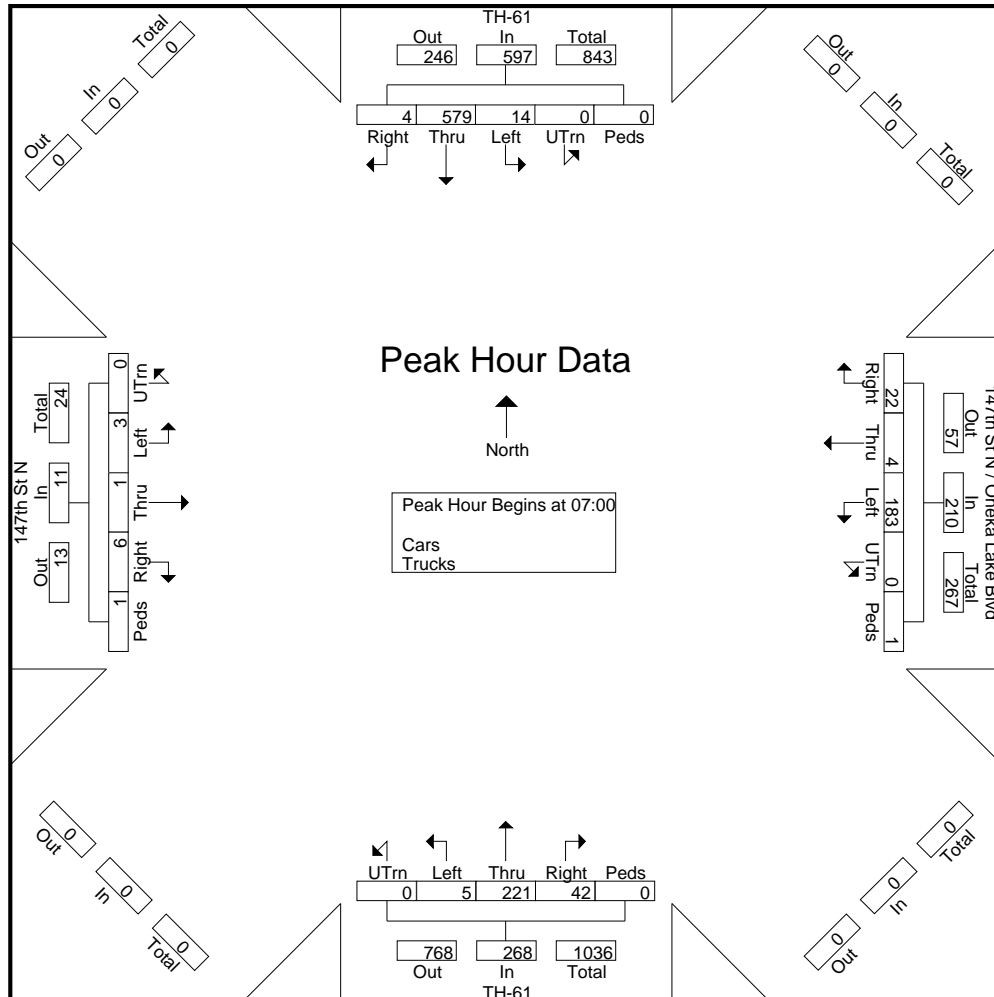 TH-61
Out In Total
246 597 843
4 579 14 0 0
Right Thru Left UTrn Peds
Total
0
In
0
Out
0
Out
0
In
0
Total
0
147th St N
Total In Out
24 11 13
0 3 1 6 1
UTrn Left Thru Right Peds
Peak Hour Data
North
Peak Hour Begins at 07:00
Cars
Trucks
Right Thru Left UTrn Peds
22 4 183 0 1
Out In Total
57 210 267
147th St N / Oneka Lake Blvd
Out
0
In
0
Total
0
UTrn Left Thru Right Peds
0 5 221 42 0
768 268 1036
Out In Total
TH-61
0
Total
0
In
0
Out